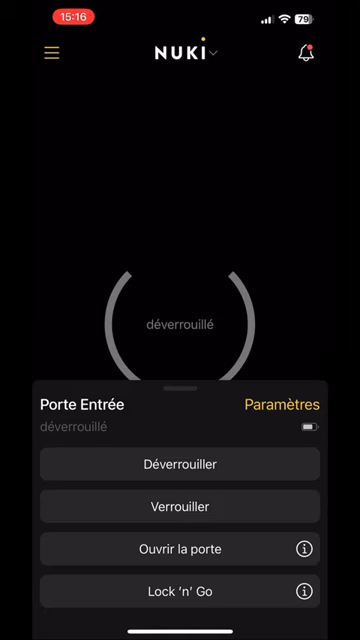 15:16
79
NUKI
déverrouillé
Porte Entrée
Paramètres
déverrouillé
Déverrouiller
Verrouiller
Ouvrir la porte
Lock ’n’ Go